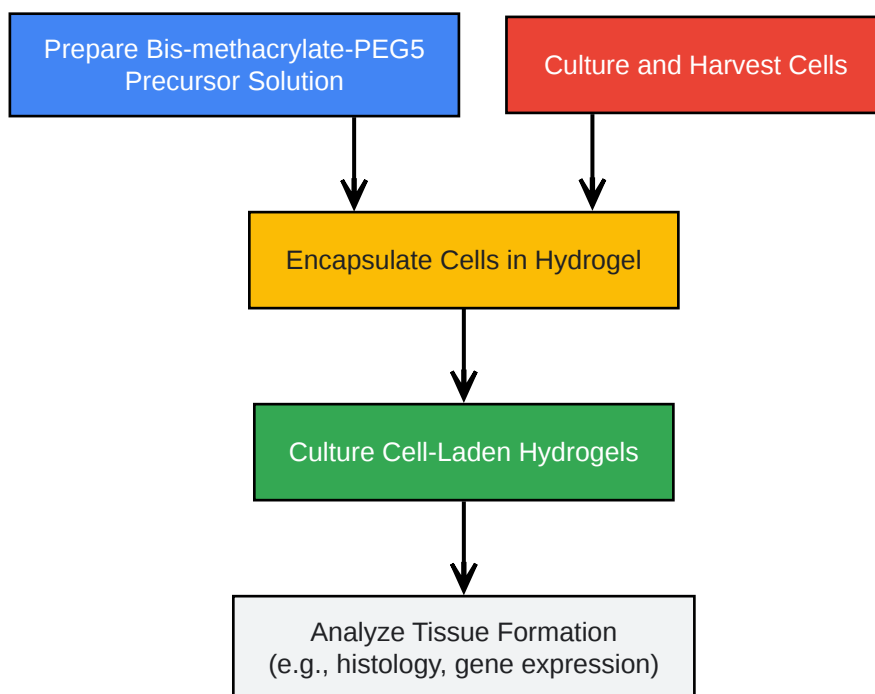 Prepare Bis-methacrylate-PEG5
Precursor Solution
Culture and Harvest Cells
Encapsulate Cells in Hydrogel
Culture Cell-Laden Hydrogels
Analyze Tissue Formation
(e.g., histology, gene expression)